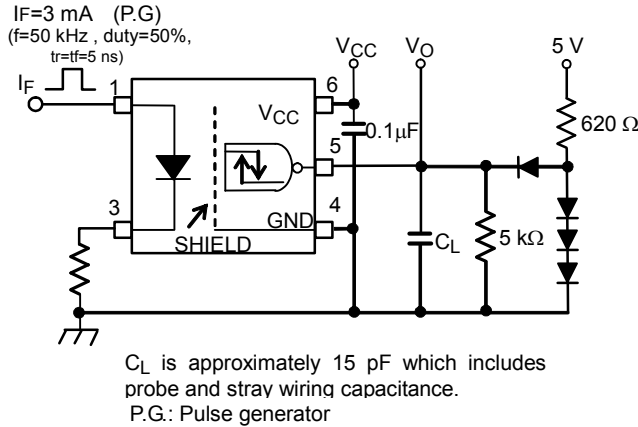 IF=3 mA (P.G)
(f=50 kHz , duty=50%,
tr=tf=5 ns)
IF
1
3
SHIELD
VCC
GND
6
5
4
VCC
0.1μF
VO
CL
5 kΩ
5 V
620 Ω
CL is approximately 15 pF which includes
probe and stray wiring capacitance.
P.G.: Pulse generator